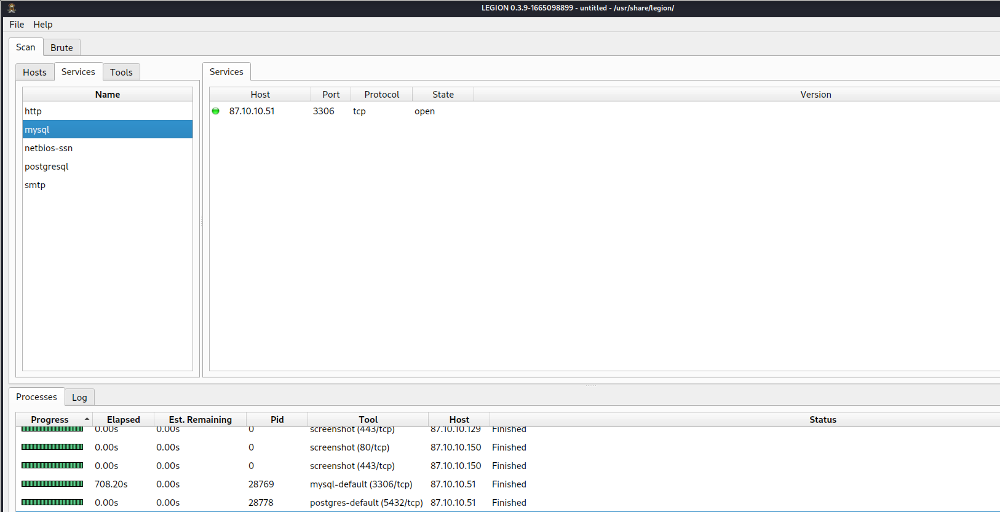 LEGION 0.3.9-1665098899 - untitled - /usr/share/legion/
File Help
Scan Brute
Hosts Services Tools
Services
Name
http
mysql
netbios-ssn
postgresql
smtp
Host Port Protocol State Version
87.10.10.51 3306 tcp open
Processes Log
Progress Elapsed Est. Remaining Pid Tool Host Status
0.00s 0.00s 0 screenshot (443/tcp) 87.10.10.129 Finished
0.00s 0.00s 0 screenshot (80/tcp) 87.10.10.150 Finished
0.00s 0.00s 0 screenshot (443/tcp) 87.10.10.150 Finished
708.20s 0.00s 28769 mysql-default (3306/tcp) 87.10.10.51 Finished
0.00s 0.00s 28778 postgres-default (5432/tcp) 87.10.10.51 Finished